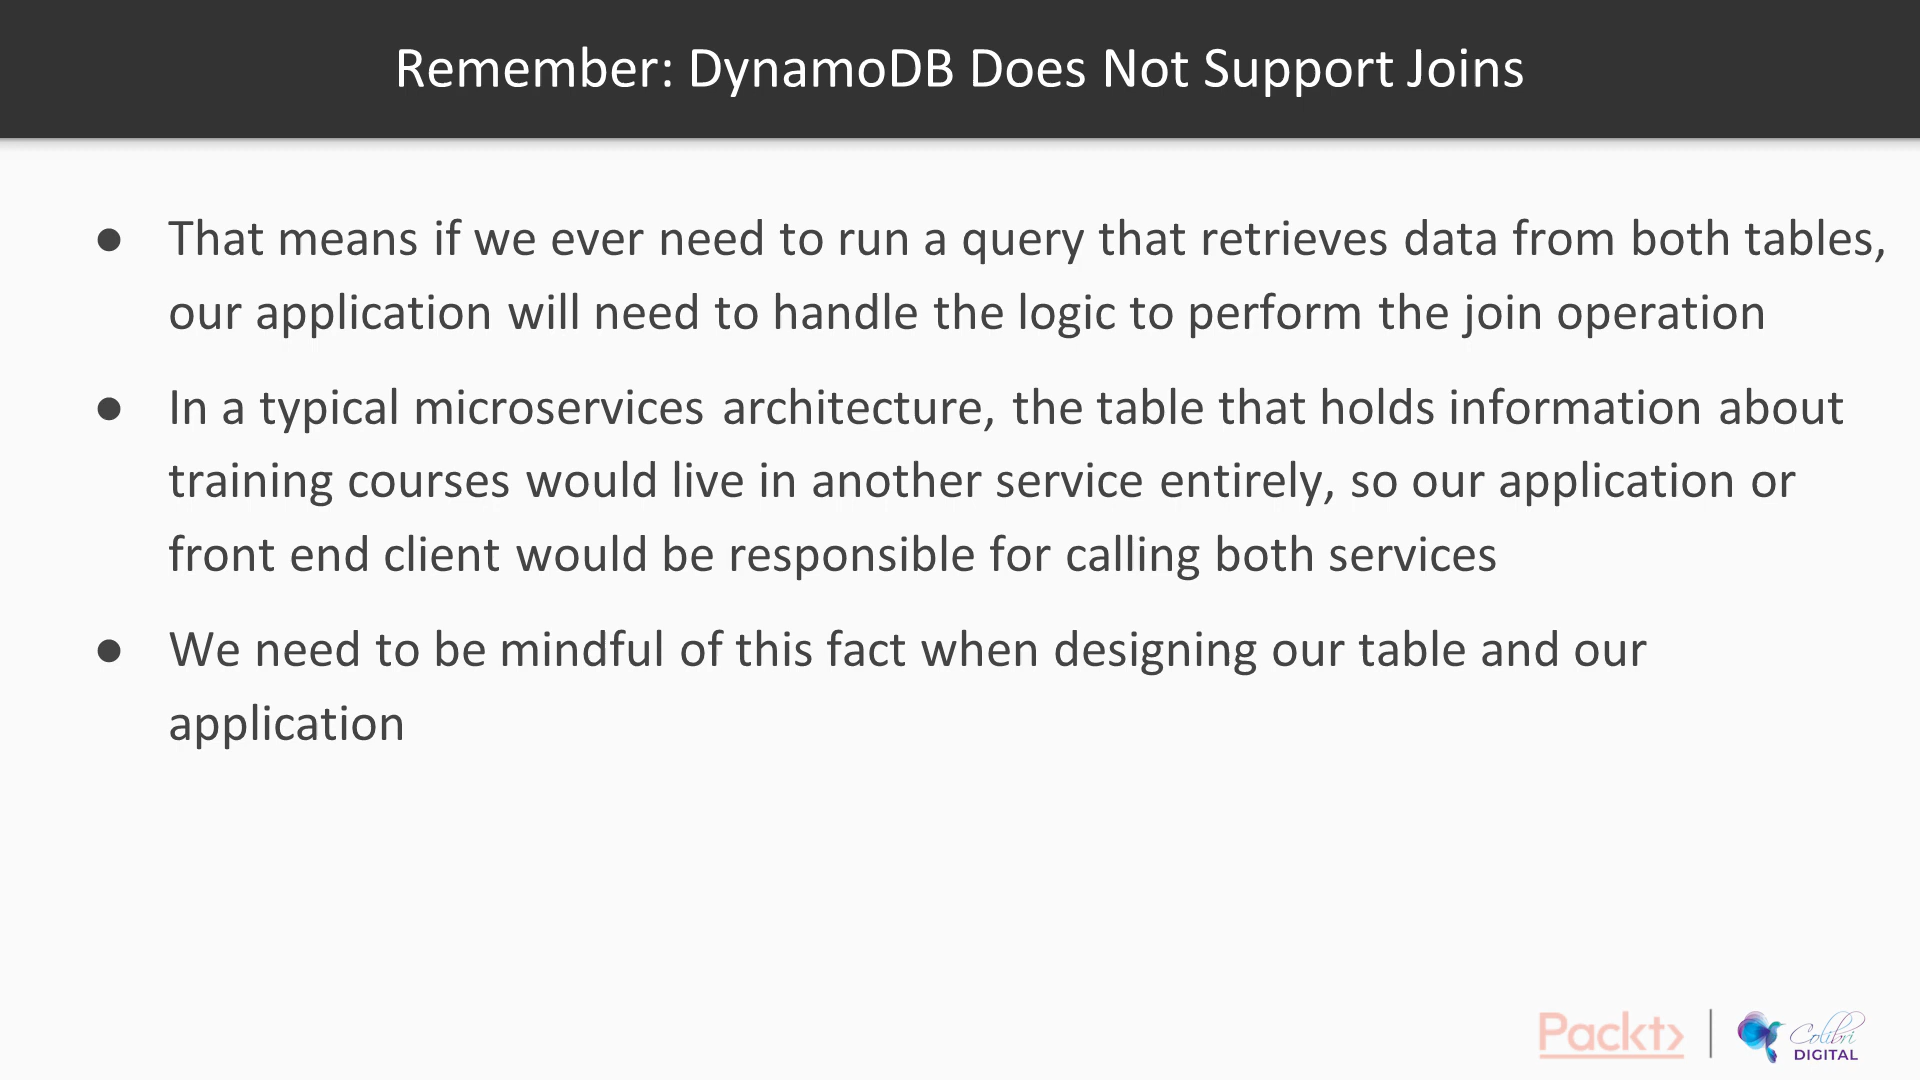 Remember: DynamoDB Does Not Support Joins
● That means if we ever need to run a query that retrieves data from both tables,
our application will need to handle the logic to perform the join operation
● In a typical microservices architecture, the table that holds information about
training courses would live in another service entirely, so our application or
front end client would be responsible for calling both services
● We need to be mindful of this fact when designing our table and our
application
Packt>
Colibri
DIGITAL